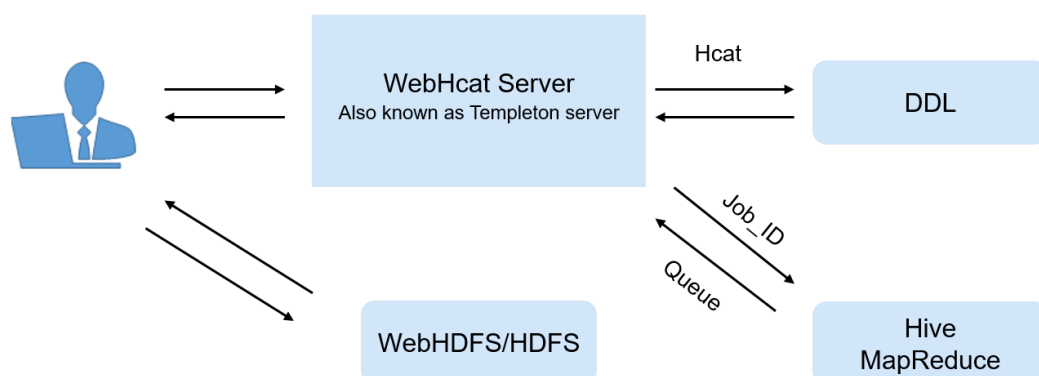 WebHcat Server
Also known as Templeton server
Hcat
DDL
Job_ID
Queue
WebHDFS/HDFS
Hive
MapReduce